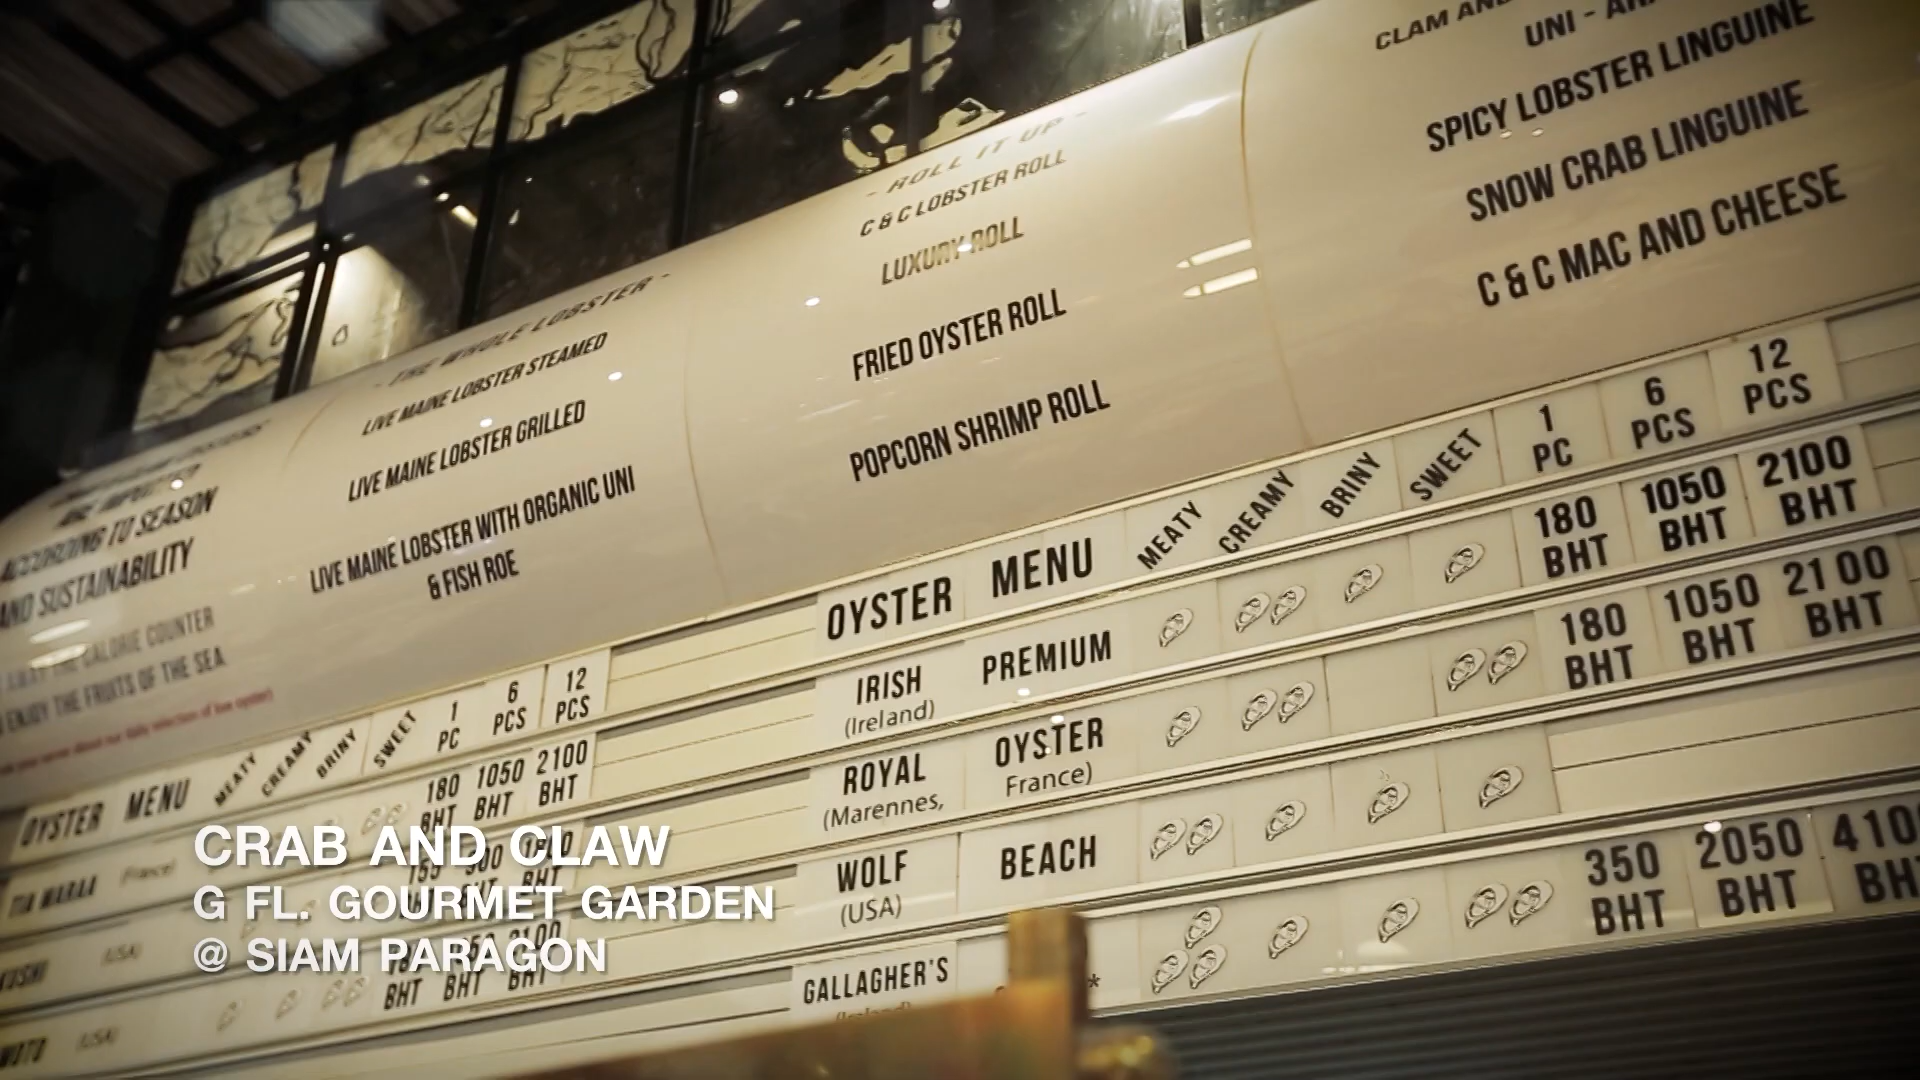 ACCORDING TO SEASON
AND SUSTAINABILITY
CALORIE COUNTER
ENJOY THE FRUITS OF THE SEA
- THE WHOLE LOBSTER -
LIVE MAINE LOBSTER STEAMED
LIVE MAINE LOBSTER GRILLED
LIVE MAINE LOBSTER WITH ORGANIC UNI
& FISH ROE
- ROLL IT UP -
C & C LOBSTER ROLL
LUXURY ROLL
FRIED OYSTER ROLL
POPCORN SHRIMP ROLL
CLAM AND
UNI -
SPICY LOBSTER LINGUINE
SNOW CRAB LINGUINE
C & C MAC AND CHEESE
OYSTER MENU MEATY CREAMY BRINY SWEET 1 PC 6 PCS 12 PCS
(France) 180 BHT 1050 BHT 2100 BHT
(USA)
BHT BHT BHT
(USA)
OYSTER MENU MEATY CREAMY BRINY SWEET 1 PC 6 PCS 12 PCS
IRISH PREMIUM 180 BHT 1050 BHT 2100 BHT
(Ireland)
ROYAL OYSTER 180 BHT 1050 BHT 2100 BHT
(Marennes, France)
WOLF BEACH
(USA)
GALLAGHER'S * 350 BHT 2050 BHT
(Ireland)
CRAB AND CLAW
G FL. GOURMET GARDEN
@ SIAM PARAGON